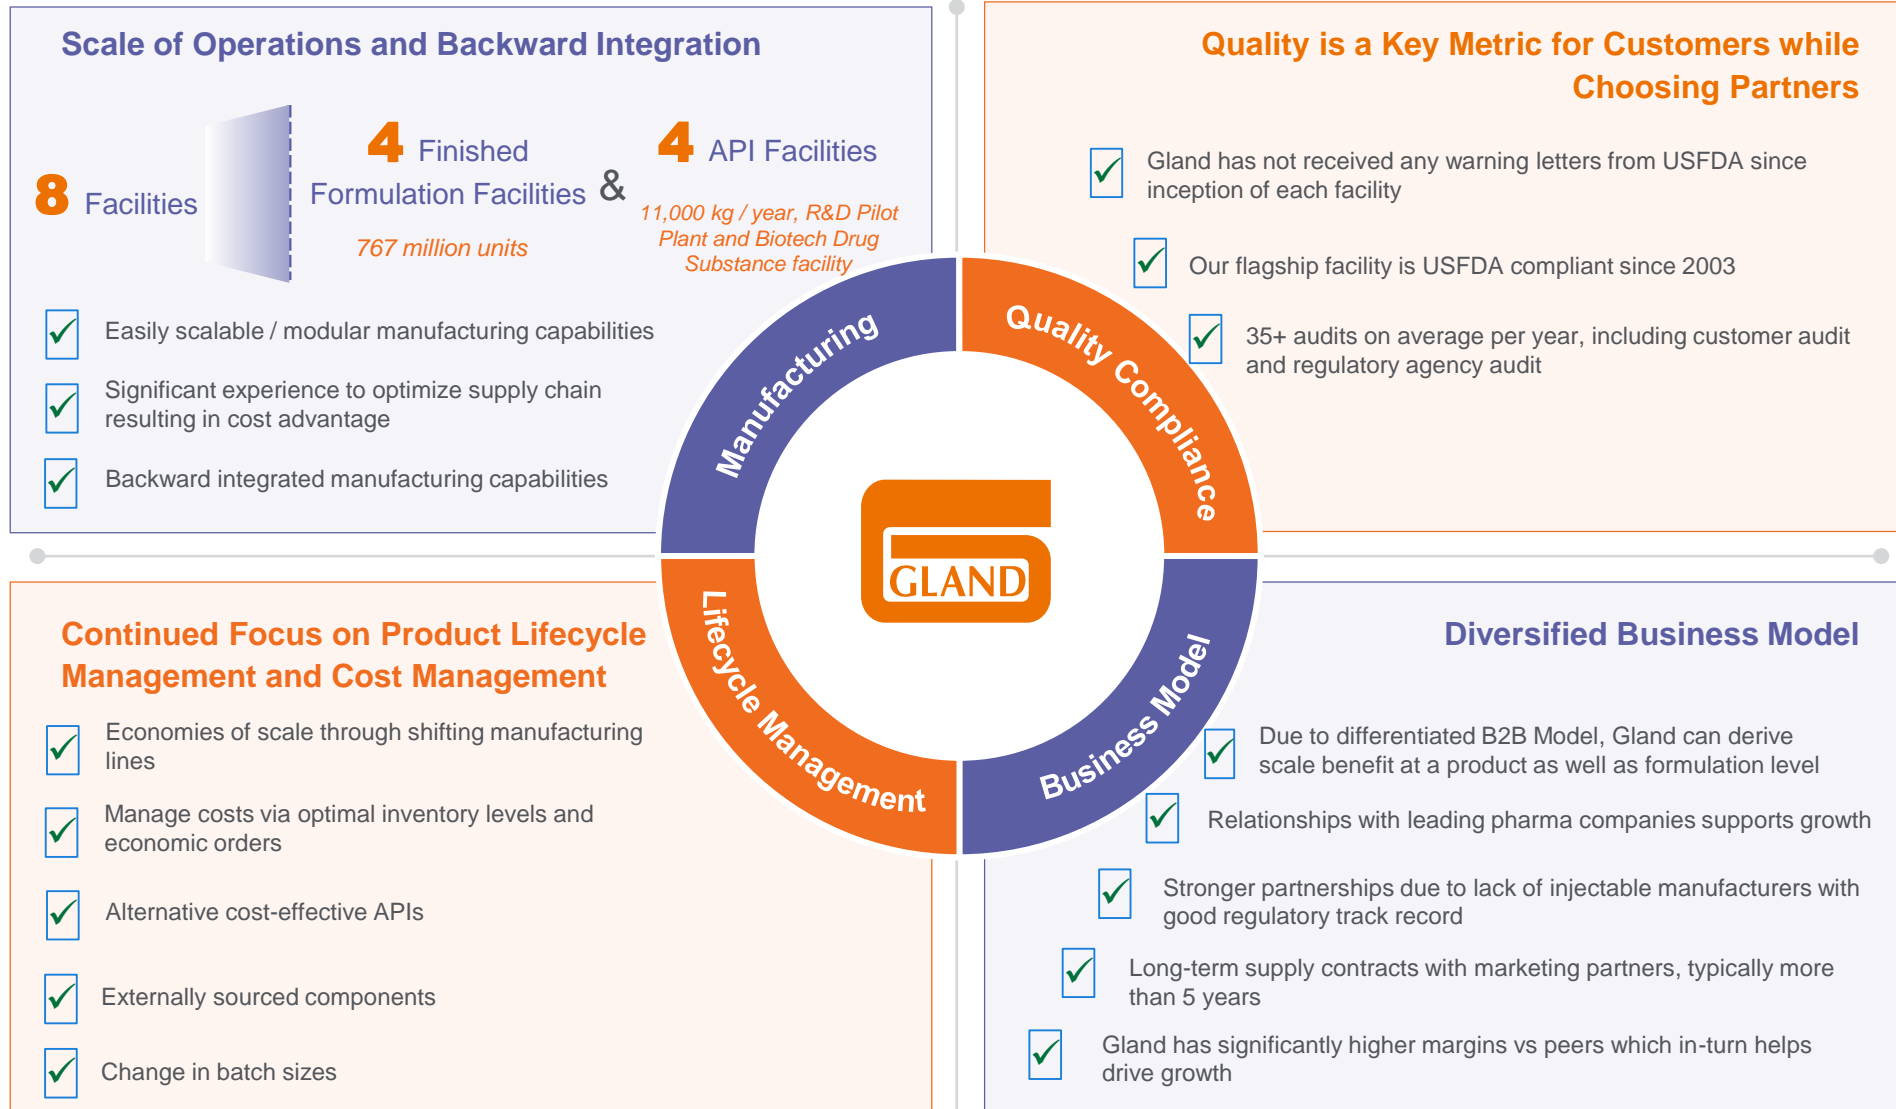 Scale of Operations and Backward Integration
8 Facilities
4 Finished
Formulation Facilities
767 million units
&
4 API Facilities
11,000 kg / year, R&D Pilot
Plant and Biotech Drug
Substance facility
Easily scalable / modular manufacturing capabilities
Significant experience to optimize supply chain
resulting in cost advantage
Backward integrated manufacturing capabilities
Quality is a Key Metric for Customers while
Choosing Partners
Gland has not received any warning letters from USFDA since
inception of each facility
Our flagship facility is USFDA compliant since 2003
35+ audits on average per year, including customer audit
and regulatory agency audit
Manufacturing
Quality Compliance
GLAND
Lifecycle Management
Business Model
Continued Focus on Product Lifecycle
Management and Cost Management
Economies of scale through shifting manufacturing
lines
Manage costs via optimal inventory levels and
economic orders
Alternative cost-effective APIs
Externally sourced components
Change in batch sizes
Diversified Business Model
Due to differentiated B2B Model, Gland can derive
scale benefit at a product as well as formulation level
Relationships with leading pharma companies supports growth
Stronger partnerships due to lack of injectable manufacturers with
good regulatory track record
Long-term supply contracts with marketing partners, typically more
than 5 years
Gland has significantly higher margins vs peers which in-turn helps
drive growth